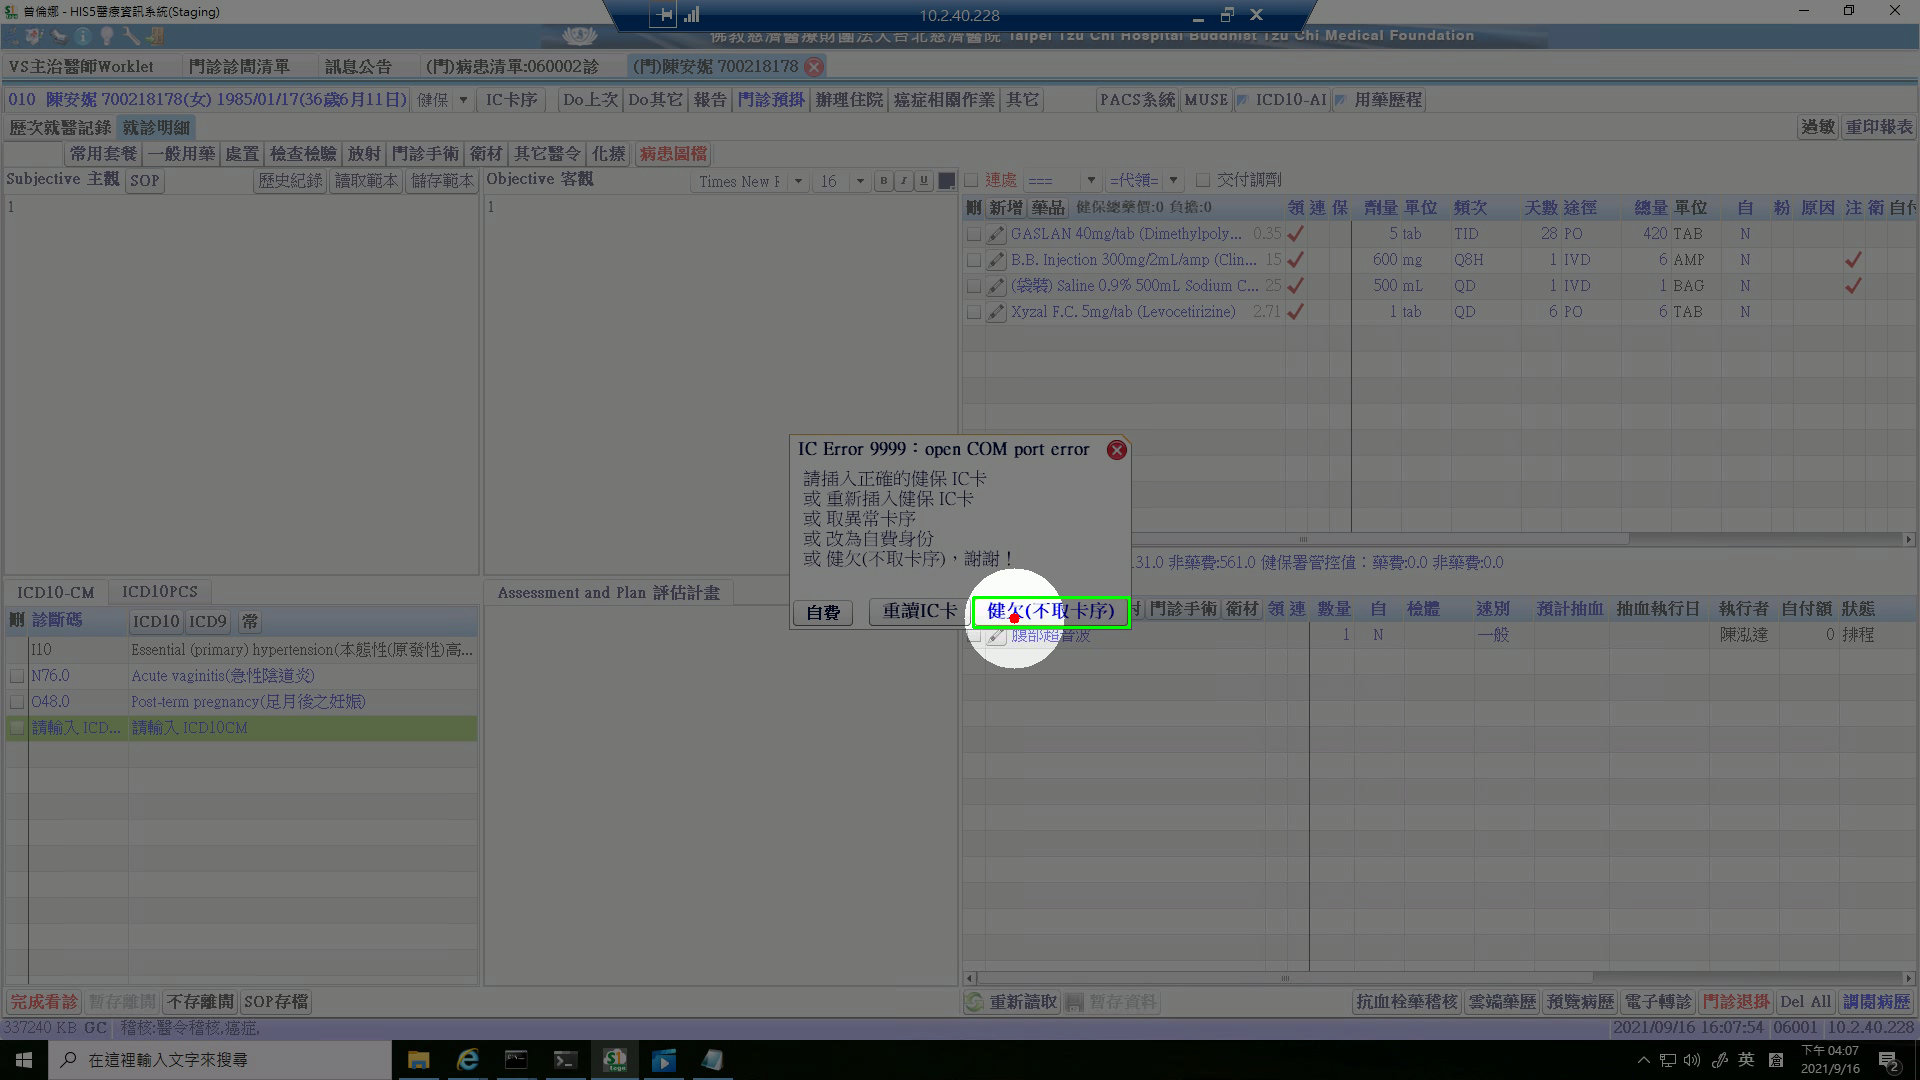 曾倫娜 - HIS5醫療資訊系統(Staging)
10.2.40.228
佛教慈濟醫療財團法人台北慈濟醫院 Taipei Tzu Chi Hospital Buddhist Tzu Chi Medical Foundation
VS主治醫師Worklet 門診診間清單 訊息公告 (門)病患清單:060002診 (門)陳安妮 700218178
010 陳安妮 700218178(女) 1985/01/17(36歲6月11日) 健保 IC卡序 Do上次 Do其它 報告 門診預掛 辦理住院 癌症相關作業 其它 PACS系統 MUSE ICD10-AI 用藥歷程
歷次就醫記錄 就診明細 過敏 重印報表
常用套餐 一般用藥 處置 檢查檢驗 放射 門診手術 衛材 其它醫令 化療 病患圖檔
Subjective 主觀 SOP 歷史紀錄 讀取範本 儲存範本 Objective 客觀 Times New F 16 B I U 連處 === =代領= 交付調劑
1 1
刪 新增 藥品 健保總藥價:0 負擔:0 領 連 保 劑量 單位 頻次 天數 途徑 總量 單位 自 粉 原因 注 衛 自付
GASLAN 40mg/tab (Dimethylpoly... 0.35 5 tab TID 28 PO 420 TAB N
B.B. Injection 300mg/2mL/amp (Clin... 15 600 mg Q8H 1 IVD 6 AMP N
(袋裝) Saline 0.9% 500mL Sodium C... 25 500 mL QD 1 IVD 1 BAG N
Xyzal F.C. 5mg/tab (Levocetirizine) 2.71 1 tab QD 6 PO 6 TAB N
IC Error 9999：open COM port error
請插入正確的健保 IC卡
或 重新插入健保 IC卡
或 取異常卡序
或 改為自費身份
或 健欠(不取卡序)，謝謝！
自費 重讀IC卡 健欠(不取卡序)
31.0 非藥費:561.0 健保署管控值：藥費:0.0 非藥費:0.0
ICD10-CM ICD10PCS Assessment and Plan 評估計畫
刪 診斷碼 ICD10 ICD9 常
門診手術 衛材 領 連 數量 自 檢體 速別 預計抽血 抽血執行日 執行者 自付額 狀態
腹部超音波 1 N 一般 陳泓達 0 排程
I10 Essential (primary) hypertension(本態性(原發性)高...
N76.0 Acute vaginitis(急性陰道炎)
O48.0 Post-term pregnancy(足月後之妊娠)
請輸入 ICD... 請輸入 ICD10CM
完成看診 暫存離開 不存離開 SOP存檔 重新讀取 暫存資料 抗血栓藥稽核 雲端藥歷 預覽病歷 電子轉診 門診退掛 Del All 調閱病歷
337240 KB GC 稽核:醫令稽核,癌症, 2021/09/16 16:07:54 06001 10.2.40.228
在這裡輸入文字來搜尋
英
下午 04:07
2021/9/16
2